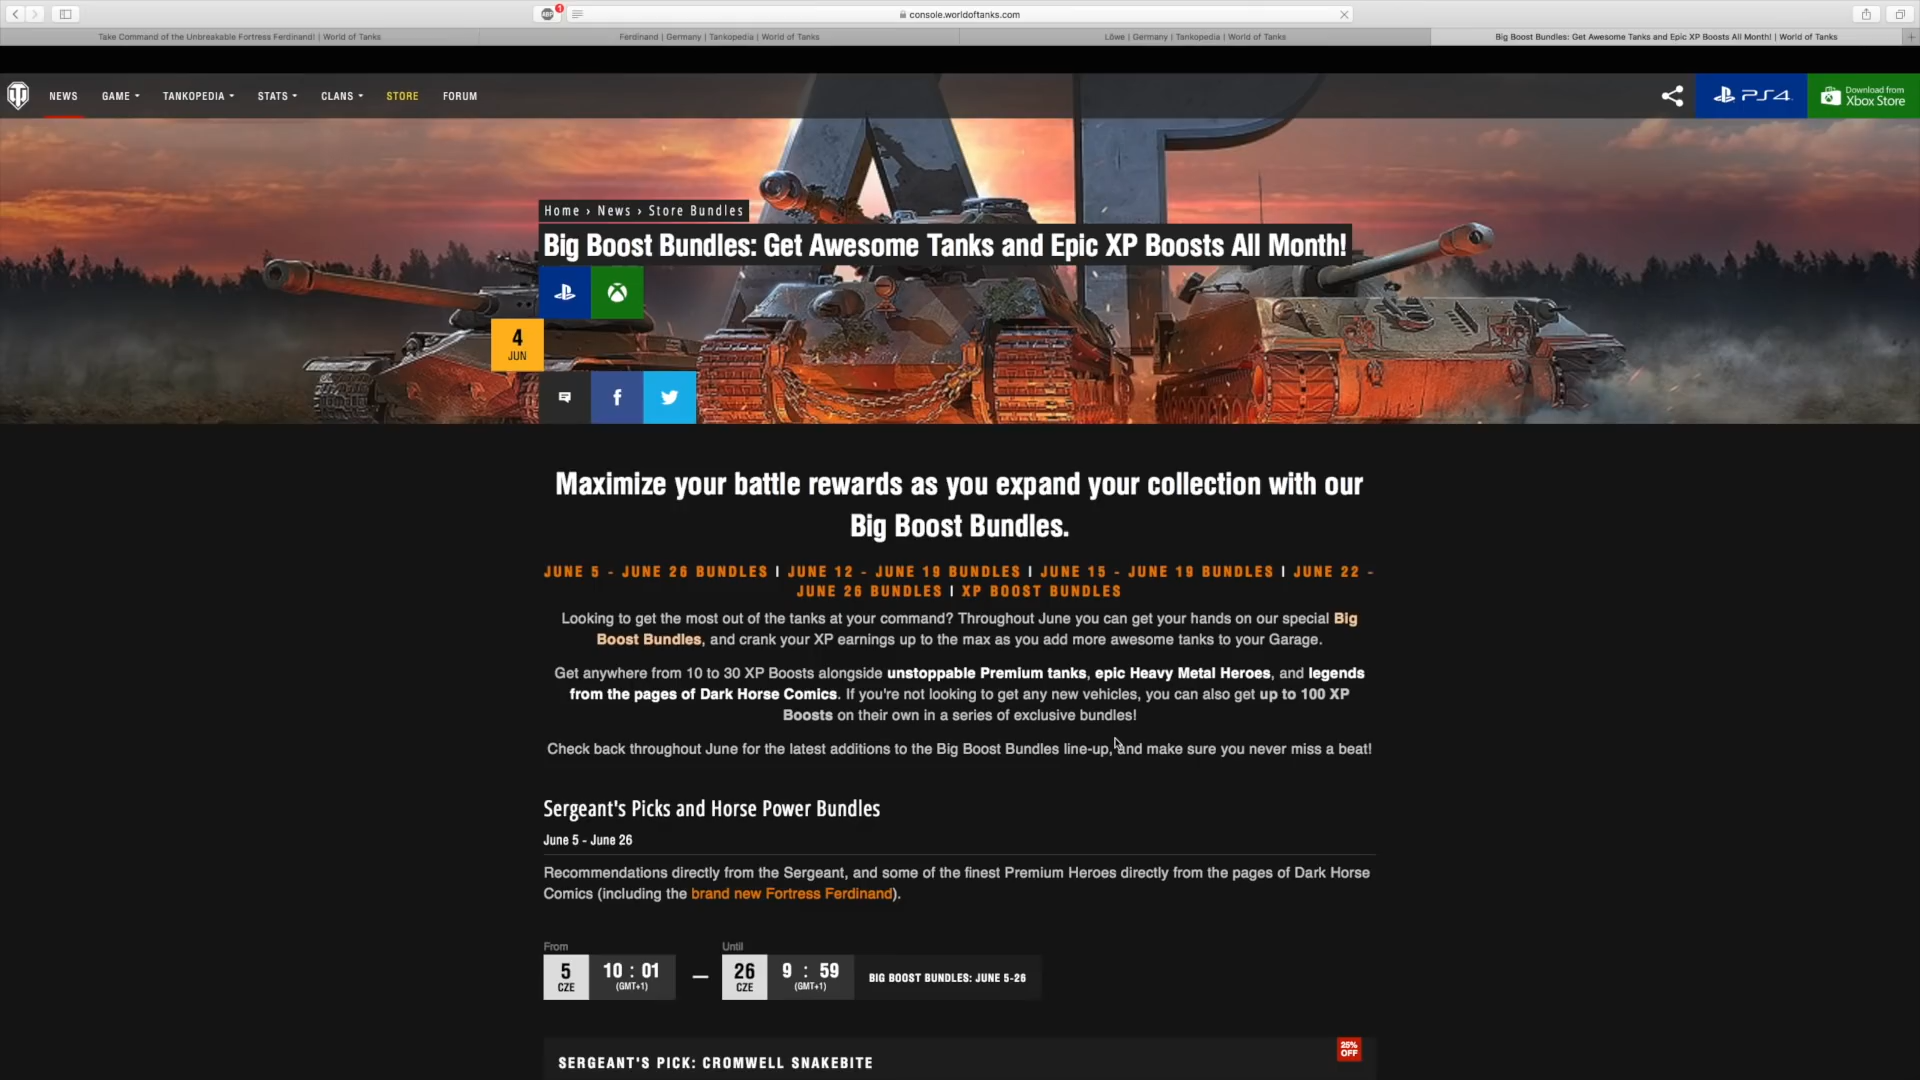 ABP
1
console.worldoftanks.com
Take Command of the Unbreakable Fortress Ferdinand! | World of Tanks
Ferdinand | Germany | Tankopedia | World of Tanks
Löwe | Germany | Tankopedia | World of Tanks
Big Boost Bundles: Get Awesome Tanks and Epic XP Boosts All Month! | World of Tanks
NEWS
GAME
TANKOPEDIA
STATS
CLANS
STORE
FORUM
PS4
Download from
Xbox Store
Home › News › Store Bundles
Big Boost Bundles: Get Awesome Tanks and Epic XP Boosts All Month!
4
JUN
Maximize your battle rewards as you expand your collection with our
Big Boost Bundles.
JUNE 5 - JUNE 26 BUNDLES | JUNE 12 - JUNE 19 BUNDLES | JUNE 15 - JUNE 19 BUNDLES | JUNE 22 -
JUNE 26 BUNDLES | XP BOOST BUNDLES
Looking to get the most out of the tanks at your command? Throughout June you can get your hands on our special Big
Boost Bundles, and crank your XP earnings up to the max as you add more awesome tanks to your Garage.
Get anywhere from 10 to 30 XP Boosts alongside unstoppable Premium tanks, epic Heavy Metal Heroes, and legends
from the pages of Dark Horse Comics. If you're not looking to get any new vehicles, you can also get up to 100 XP
Boosts on their own in a series of exclusive bundles!
Check back throughout June for the latest additions to the Big Boost Bundles line-up, and make sure you never miss a beat!
Sergeant's Picks and Horse Power Bundles
June 5 - June 26
Recommendations directly from the Sergeant, and some of the finest Premium Heroes directly from the pages of Dark Horse
Comics (including the brand new Fortress Ferdinand).
From
Until
5
CZE
10 : 01
(GMT+1)
—
26
CZE
9 : 59
(GMT+1)
BIG BOOST BUNDLES: JUNE 5-26
25%
OFF
SERGEANT'S PICK: CROMWELL SNAKEBITE